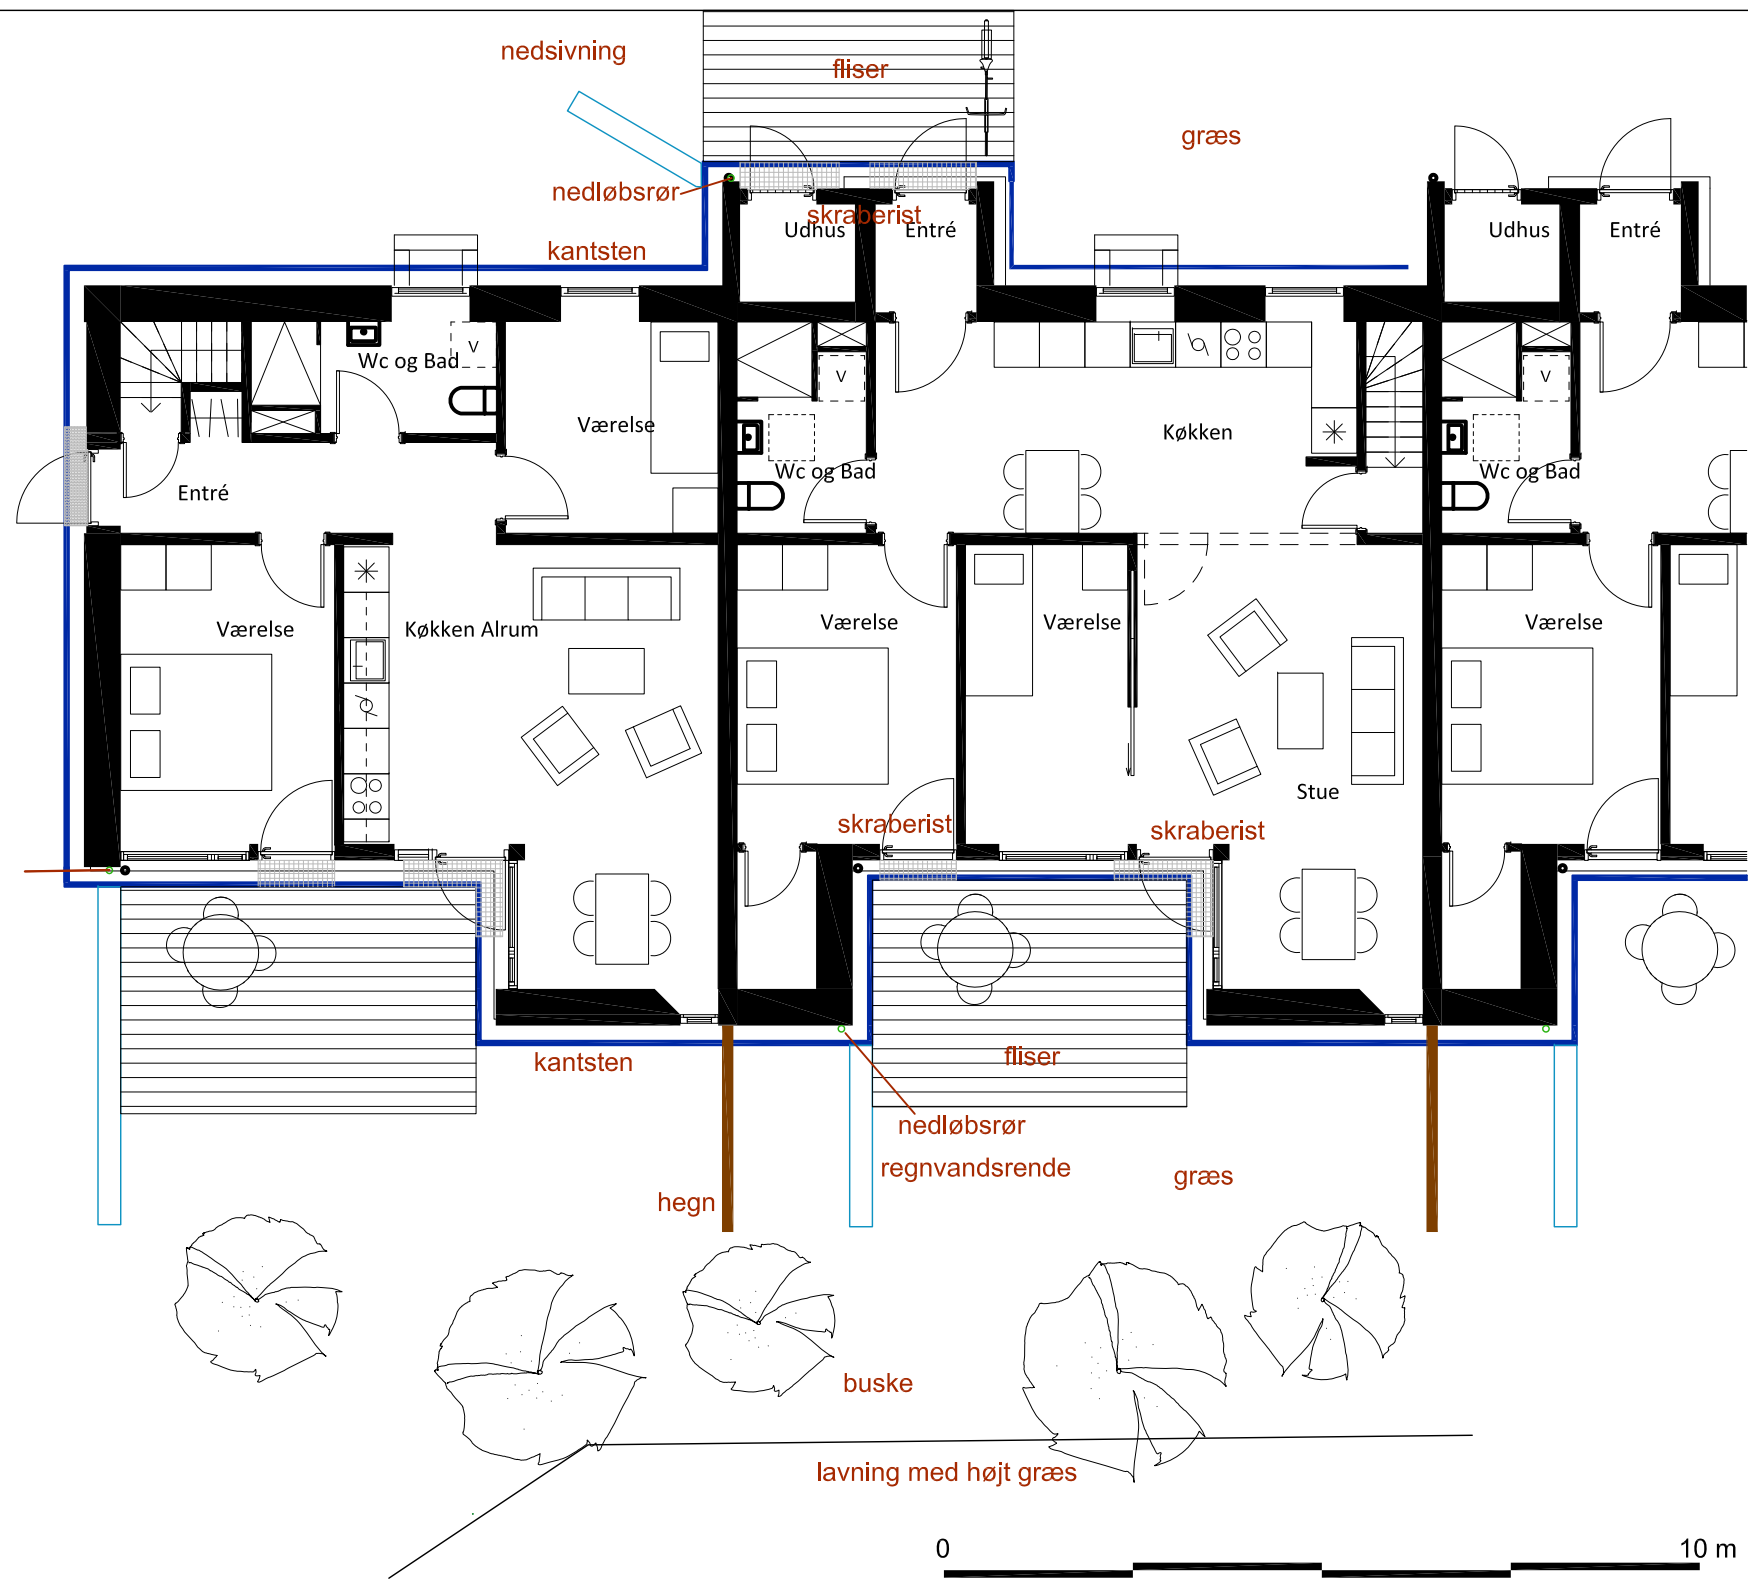 nedsivning
fliser
græs
nedløbsrør
skraberist
Udhus
Entré
Udhus
Entré
kantsten
Wc og Bad
V
V
V
Værelse
Køkken
Wc og Bad
Wc og Bad
Entré
Værelse
Køkken Alrum
Værelse
Værelse
Værelse
Stue
skraberist
skraberist
kantsten
fliser
nedløbsrør
regnvandsrende
græs
hegn
buske
lavning med højt græs
0
10 m